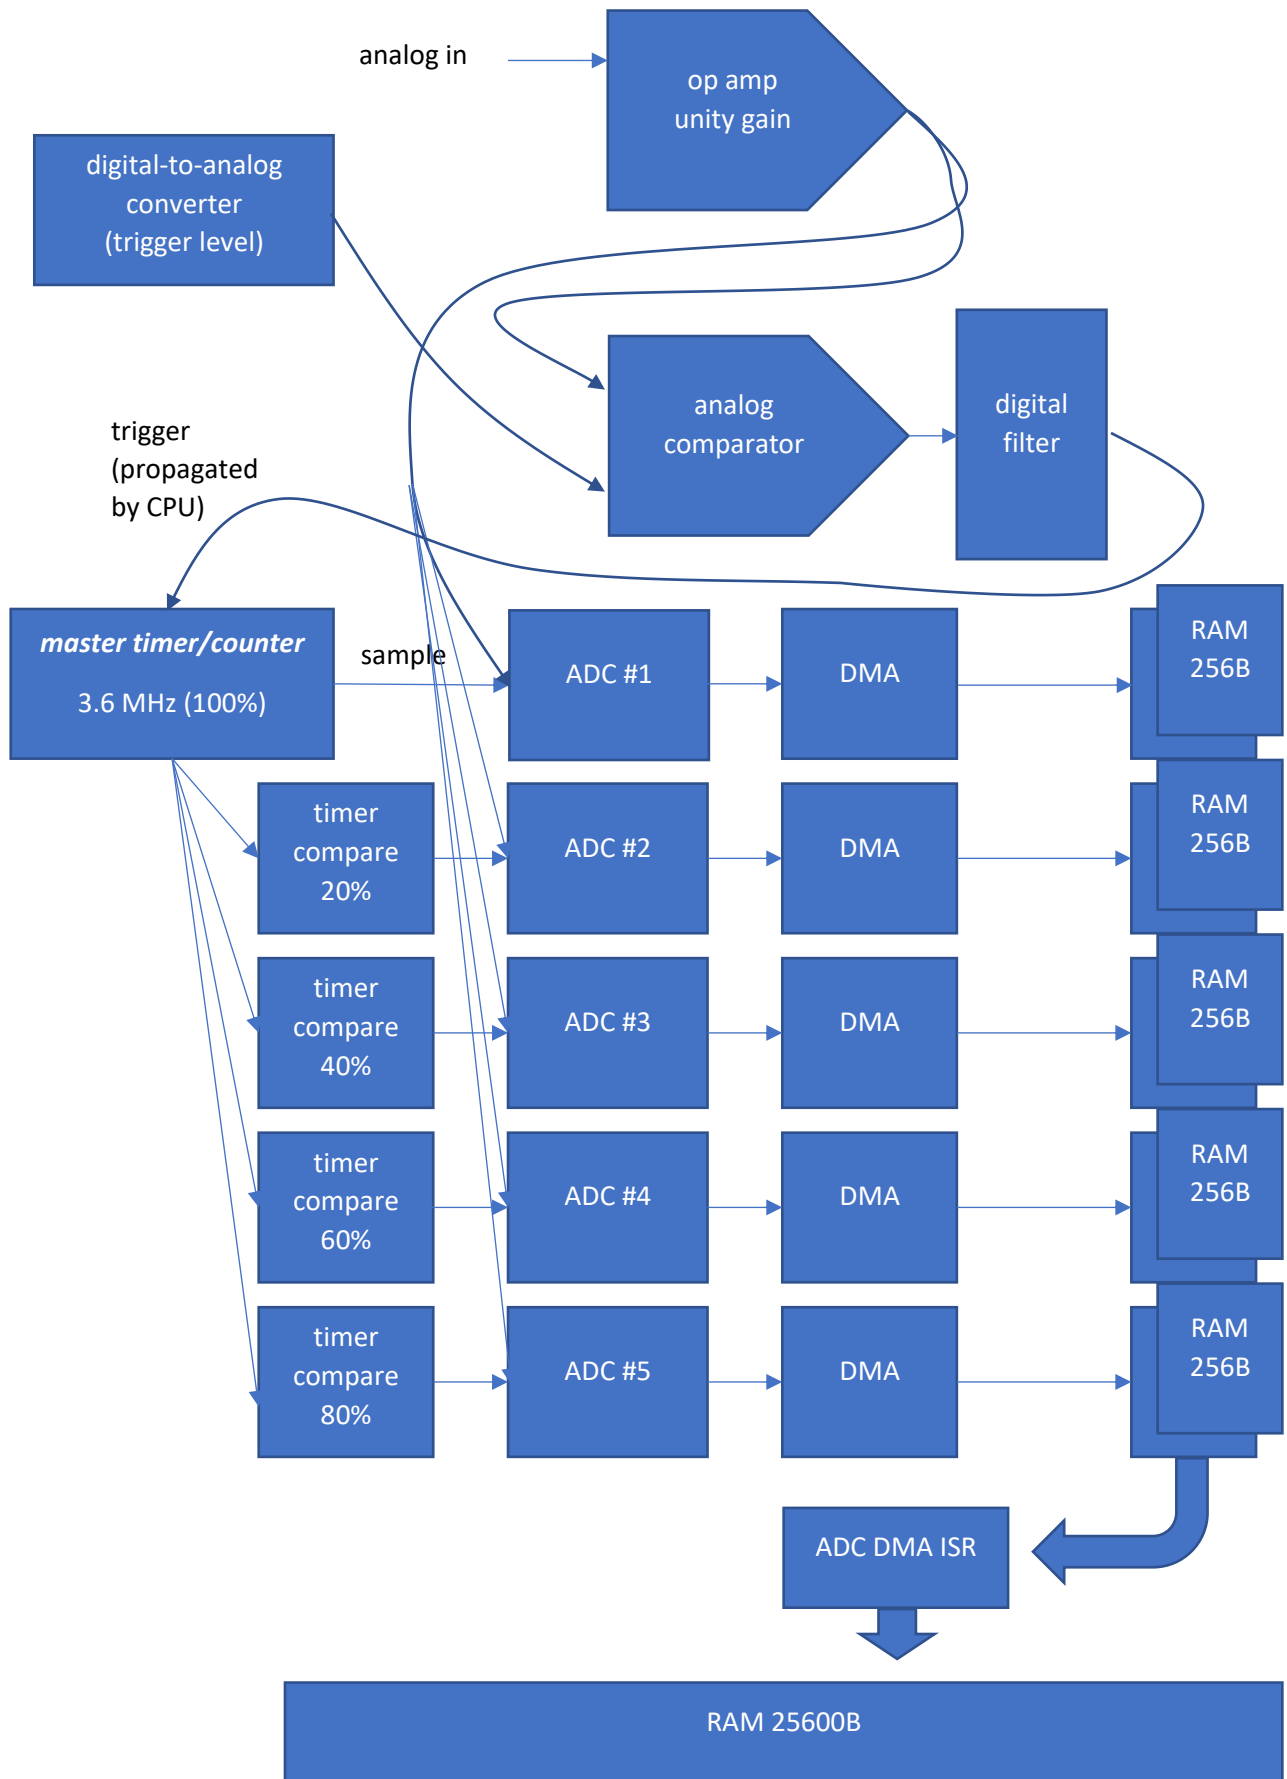 analog in
op amp
unity gain
digital-to-analog
converter
(trigger level)
analog
comparator
digital
filter
trigger
(propagated
by CPU)
master timer/counter
3.6 MHz (100%)
sample
ADC #1
DMA
RAM
256B
timer
compare
20%
ADC #2
DMA
RAM
256B
timer
compare
40%
ADC #3
DMA
RAM
256B
timer
compare
60%
ADC #4
DMA
RAM
256B
timer
compare
80%
ADC #5
DMA
RAM
256B
ADC DMA ISR
RAM 25600B